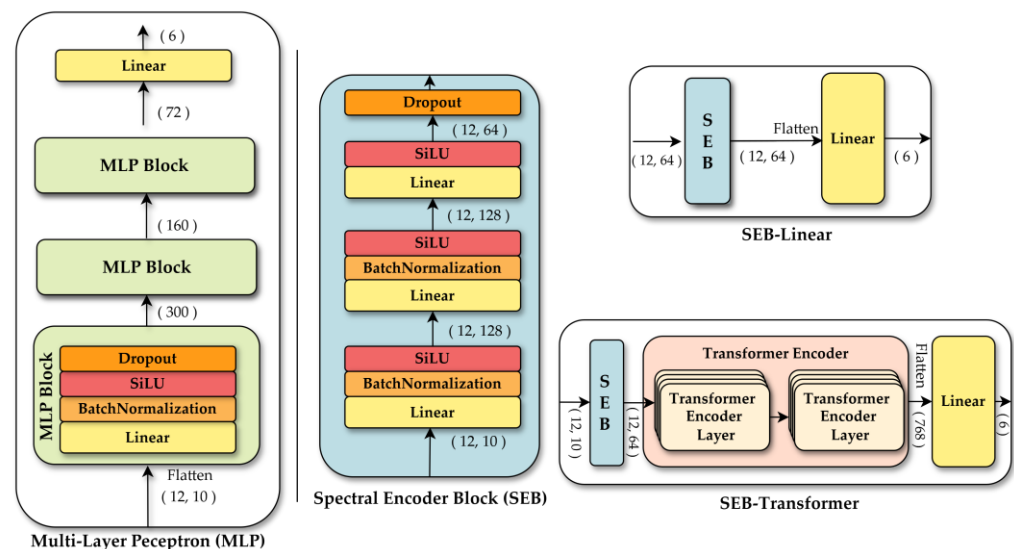 ( 6 )
Linear
( 72 )
MLP Block
( 160 )
MLP Block
( 300 )
MLP Block
Dropout
SiLU
BatchNormalization
Linear
Flatten
( 12, 10 )
Multi-Layer Peceptron (MLP)
Dropout
( 12, 64 )
SiLU
Linear
( 12, 128 )
SiLU
BatchNormalization
Linear
( 12, 128 )
SiLU
BatchNormalization
Linear
( 12, 10 )
Spectral Encoder Block (SEB)
( 12, 64 )
S
E
B
Flatten
( 12, 64 )
Linear
( 6 )
SEB-Linear
( 12, 10 )
S
E
B
( 12, 64 )
Transformer Encoder
Transformer
Encoder
Layer
Transformer
Encoder
Layer
Flatten
( 768 )
Linear
( 6 )
SEB-Transformer